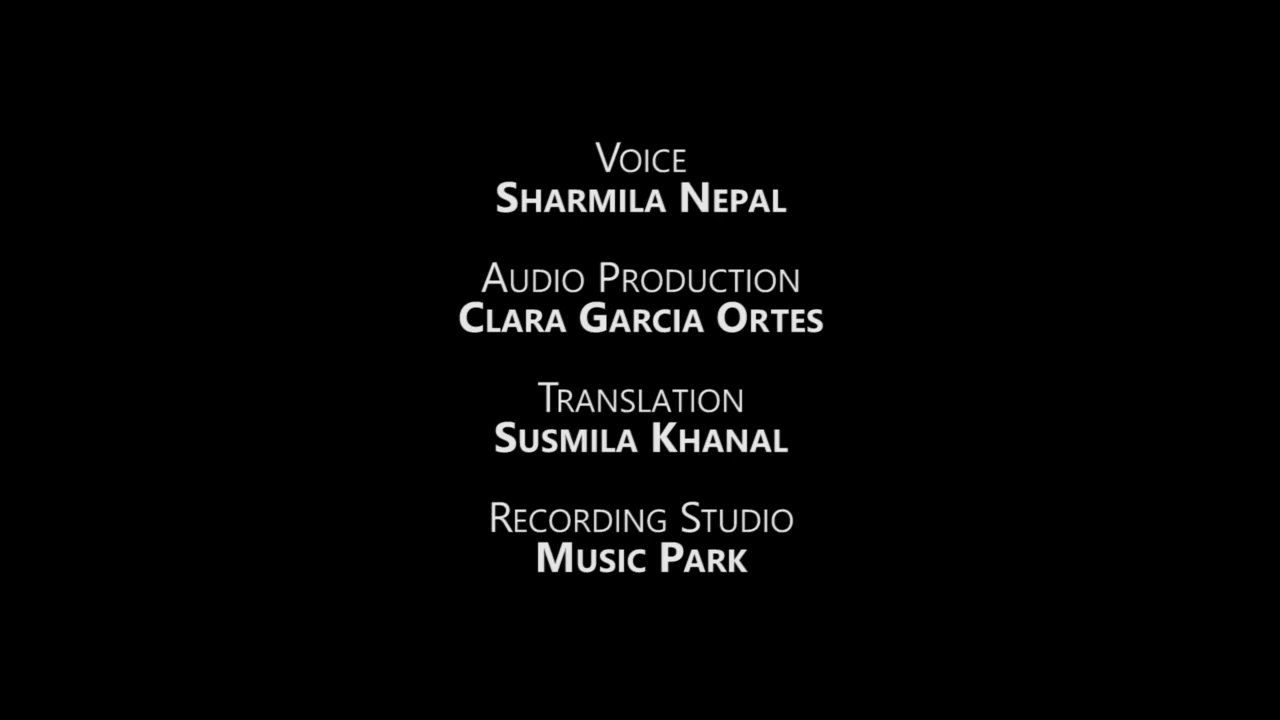 Voice
Sharmila Nepal
Audio Production
Clara Garcia Ortes
Translation
Susmila Khanal
Recording Studio
Music Park